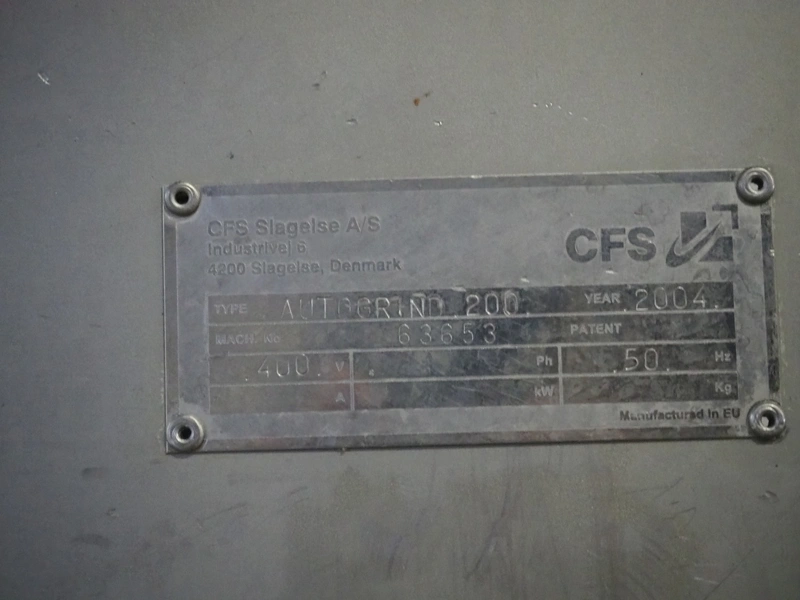 CFS Slagelse A/S
Industrivej 6
4200 Slagelse, Denmark
CFS
TYPE AUTOGRIND 200. YEAR .2004.
MACH. No 63653 PATENT
.400. V Ph .50. Hz
A kW Kg
Manufactured in EU